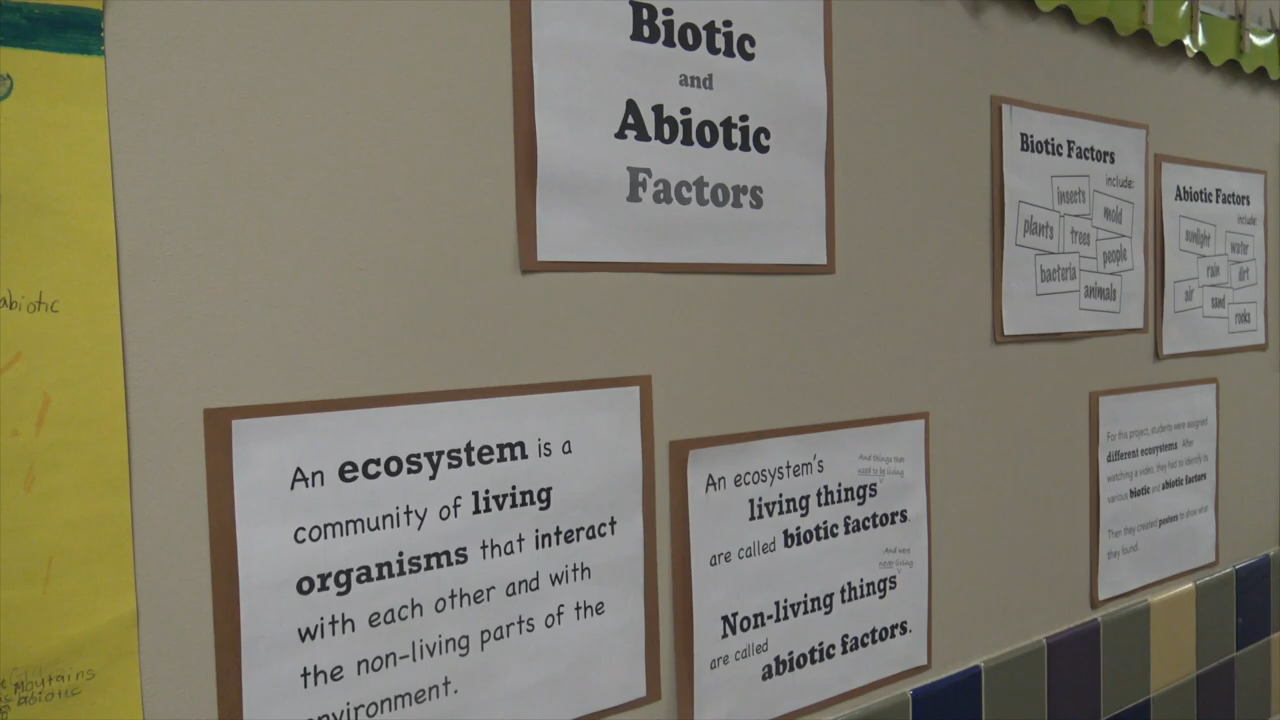 abiotic
Moutains
abiotic
Biotic
and
Abiotic
Factors
An ecosystem is a
community of living
organisms that interact
with each other and with
the non-living parts of the
environment.
An ecosystem's
And things that
used to be living
living things
are called biotic factors.
And were
never living
Non-living things
are called
abiotic factors.
Biotic Factors
include:
insects
mold
plants
trees
people
bacteria
animals
Abiotic Factors
include:
sunlight
water
rain
dirt
air
sand
rocks
For this project, students were assigned
different ecosystems. After
watching a video, they had to identify its
various biotic and abiotic factors
Then they created posters to show what
they found.